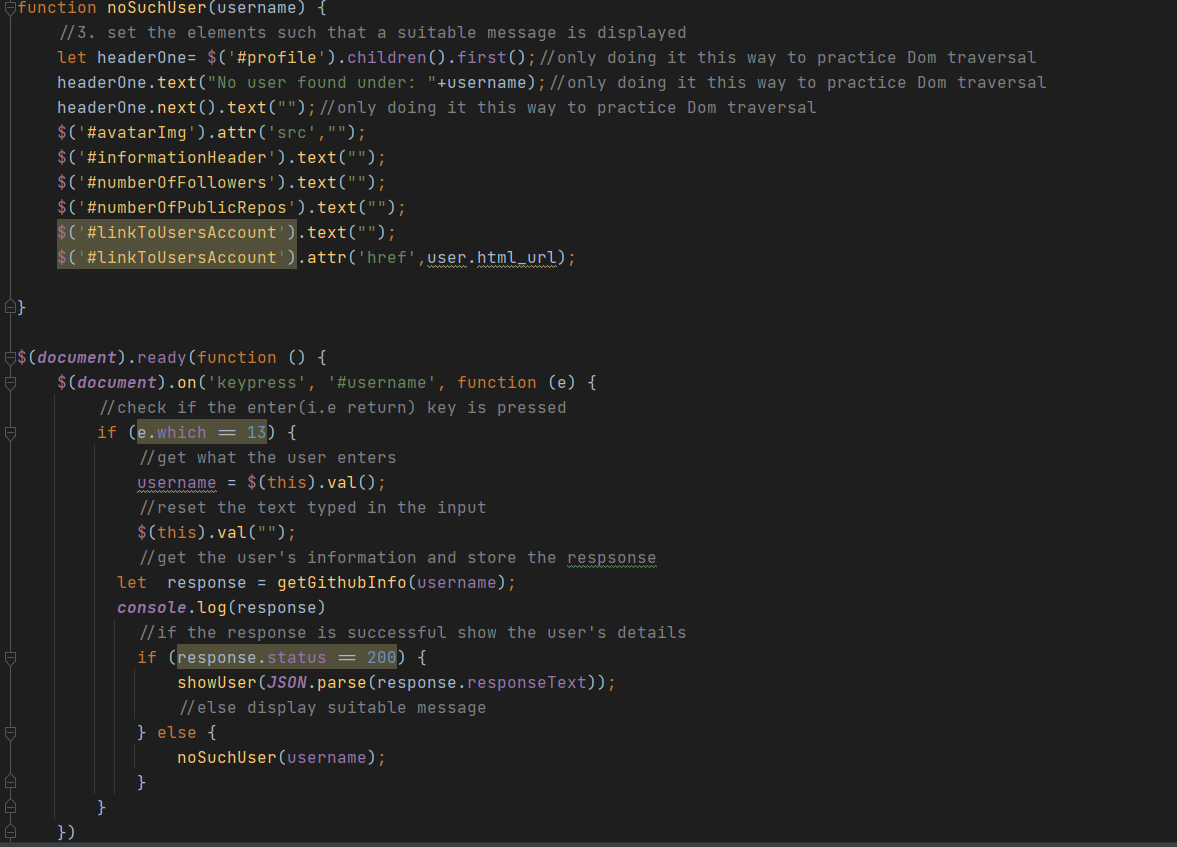 function noSuchUser(username) {
    //3. set the elements such that a suitable message is displayed
    let headerOne= $('#profile').children().first();//only doing it this way to practice Dom traversal
    headerOne.text("No user found under: "+username);//only doing it this way to practice Dom traversal
    headerOne.next().text("");//only doing it this way to practice Dom traversal
    $('#avatarImg').attr('src',"");
    $('#informationHeader').text("");
    $('#numberOfFollowers').text("");
    $('#numberOfPublicRepos').text("");
    $('#linkToUsersAccount').text("");
    $('#linkToUsersAccount').attr('href',user.html_url);
}
$(document).ready(function () {
    $(document).on('keypress', '#username', function (e) {
        //check if the enter(i.e return) key is pressed
        if (e.which == 13) {
            //get what the user enters
            username = $(this).val();
            //reset the text typed in the input
            $(this).val("");
            //get the user's information and store the respsonse
          let  response = getGithubInfo(username);
          console.log(response)
            //if the response is successful show the user's details
            if (response.status == 200) {
                showUser(JSON.parse(response.responseText));
                //else display suitable message
            } else {
                noSuchUser(username);
            }
        }
    })